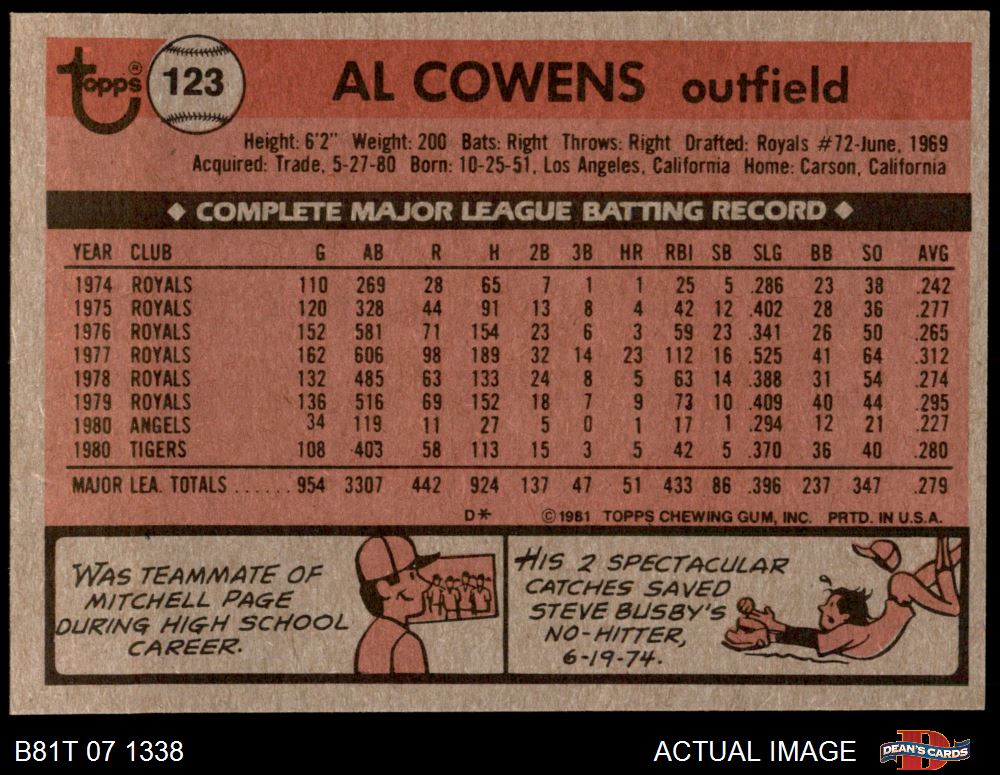 Topps® 123 AL COWENS outfield
Height: 6'2" Weight: 200 Bats: Right Throws: Right Drafted: Royals #72-June, 1969
Acquired: Trade, 5-27-80 Born: 10-25-51, Los Angeles, California Home: Carson, California
◆ COMPLETE MAJOR LEAGUE BATTING RECORD ◆
YEAR CLUB G AB R H 2B 3B HR RBI SB SLG BB SO AVG
1974 ROYALS 110 269 28 65 7 1 1 25 5 .286 23 38 .242
1975 ROYALS 120 328 44 91 13 8 4 42 12 .402 28 36 .277
1976 ROYALS 152 581 71 154 23 6 3 59 23 .341 26 50 .265
1977 ROYALS 162 606 98 189 32 14 23 112 16 .525 41 64 .312
1978 ROYALS 132 485 63 133 24 8 5 63 14 .388 31 54 .274
1979 ROYALS 136 516 69 152 18 7 9 73 10 .409 40 44 .295
1980 ANGELS 34 119 11 27 5 0 1 17 1 .294 12 21 .227
1980 TIGERS 108 403 58 113 15 3 5 42 5 .370 36 40 .280
MAJOR LEA. TOTALS ...... 954 3307 442 924 137 47 51 433 86 .396 237 347 .279
D* © 1981 TOPPS CHEWING GUM, INC. PRTD. IN U.S.A.
WAS TEAMMATE OF
MITCHELL PAGE
DURING HIGH SCHOOL
CAREER.
HIS 2 SPECTACULAR
CATCHES SAVED
STEVE BUSBY'S
NO-HITTER,
6-19-74.
B81T 07 1338 ACTUAL IMAGE DEAN'S CARDS